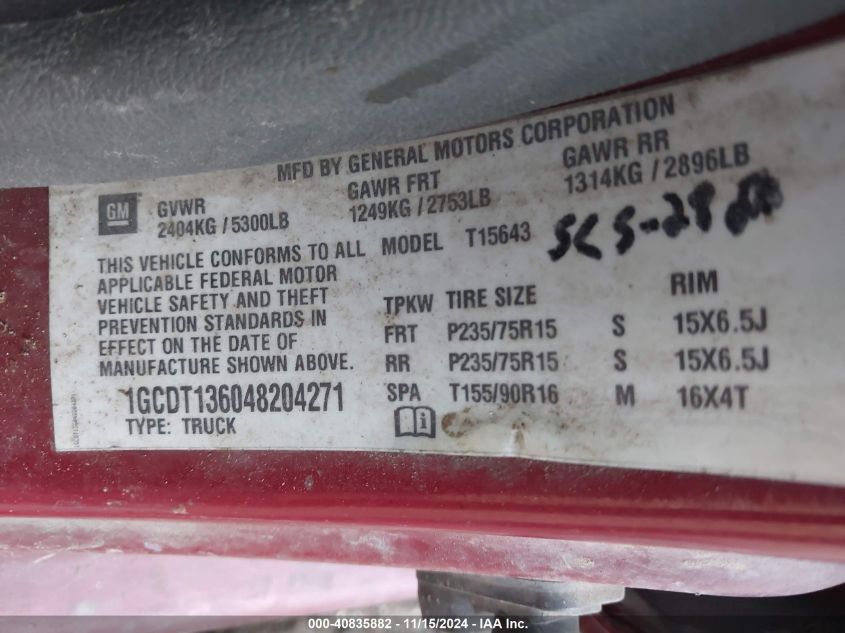 MFD BY GENERAL MOTORS CORPORATION
GM GVWR GAWR FRT GAWR RR
2404KG / 5300LB 1249KG / 2753LB 1314KG / 2896LB
THIS VEHICLE CONFORMS TO ALL MODEL T15643
APPLICABLE FEDERAL MOTOR
VEHICLE SAFETY AND THEFT
PREVENTION STANDARDS IN
EFFECT ON THE DATE OF
MANUFACTURE SHOWN ABOVE.
1GCDT136048204271
TYPE: TRUCK
TPKW TIRE SIZE RIM
FRT P235/75R15 S 15X6.5J
RR P235/75R15 S 15X6.5J
SPA T155/90R16 M 16X4T
000-40835882 - 11/15/2024 - IAA Inc.